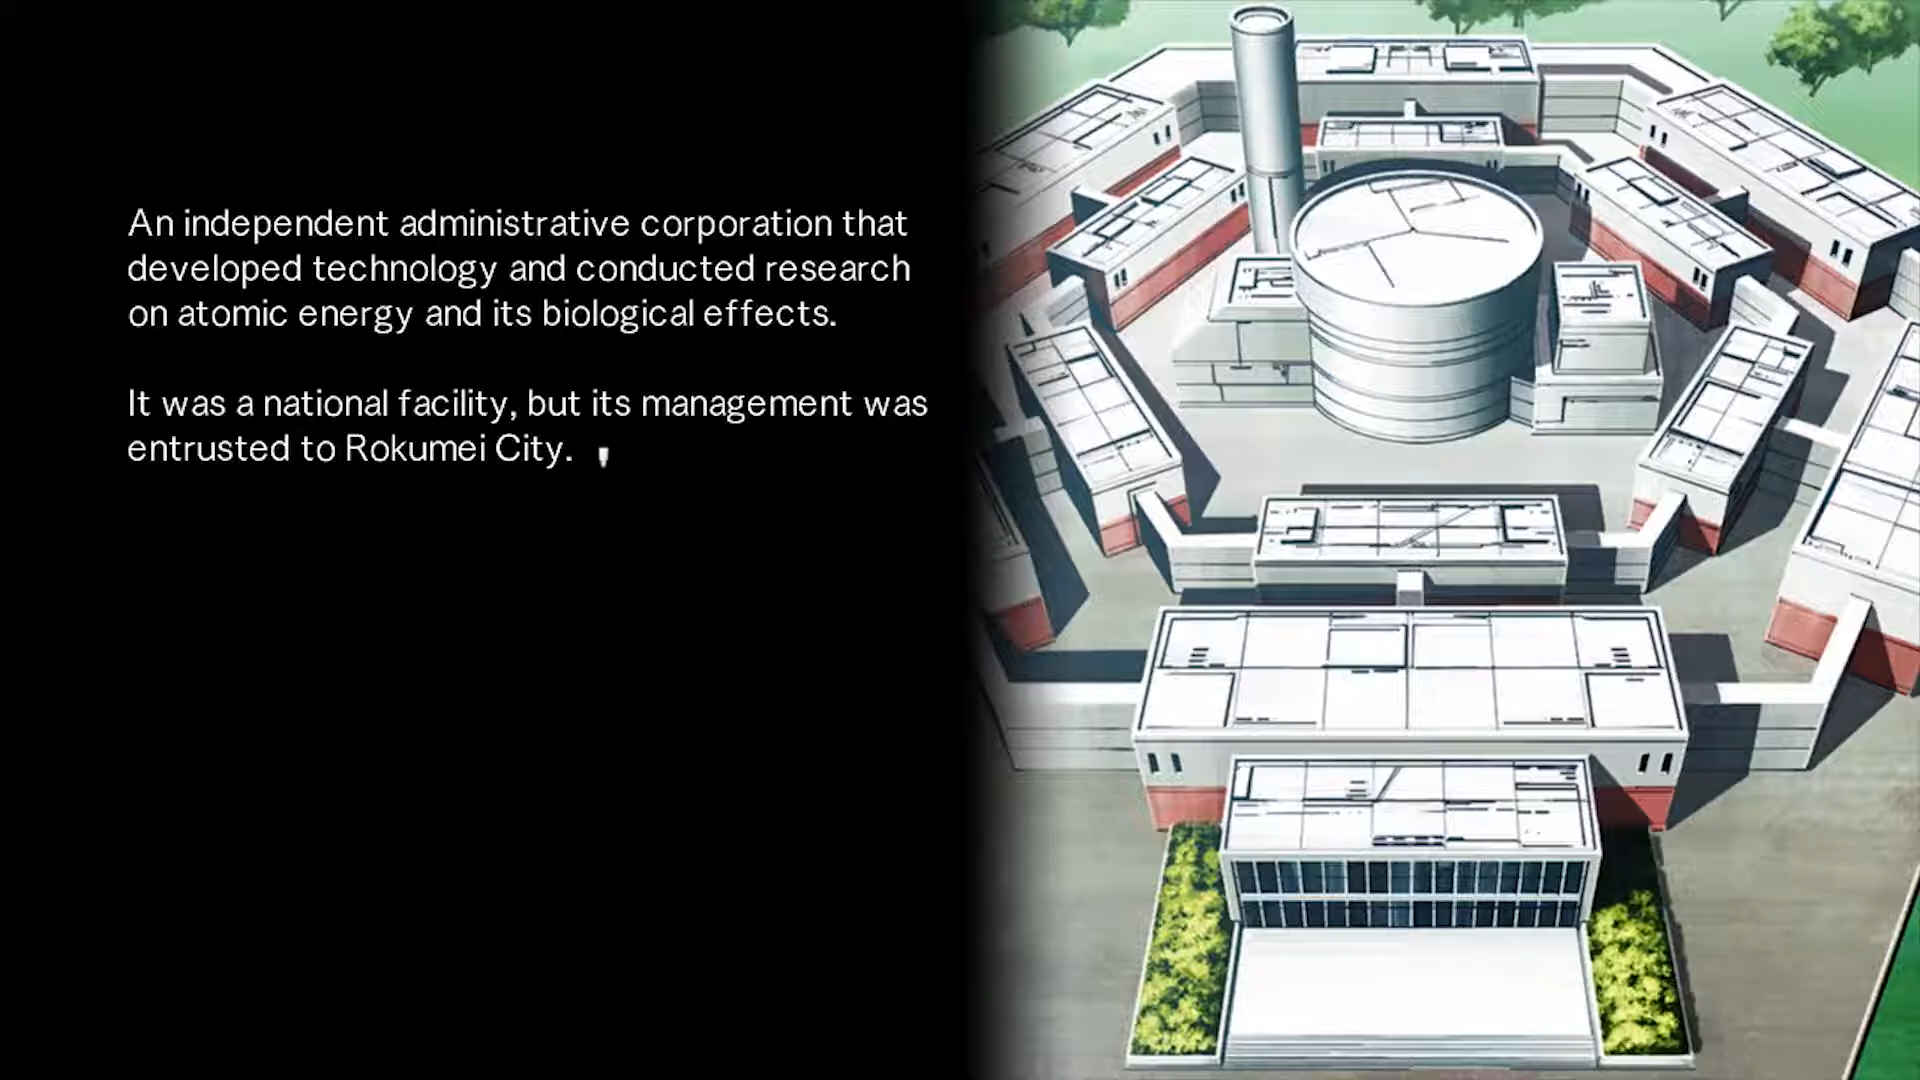 An independent administrative corporation that
developed technology and conducted research
on atomic energy and its biological effects.
It was a national facility, but its management was
entrusted to Rokumei City.